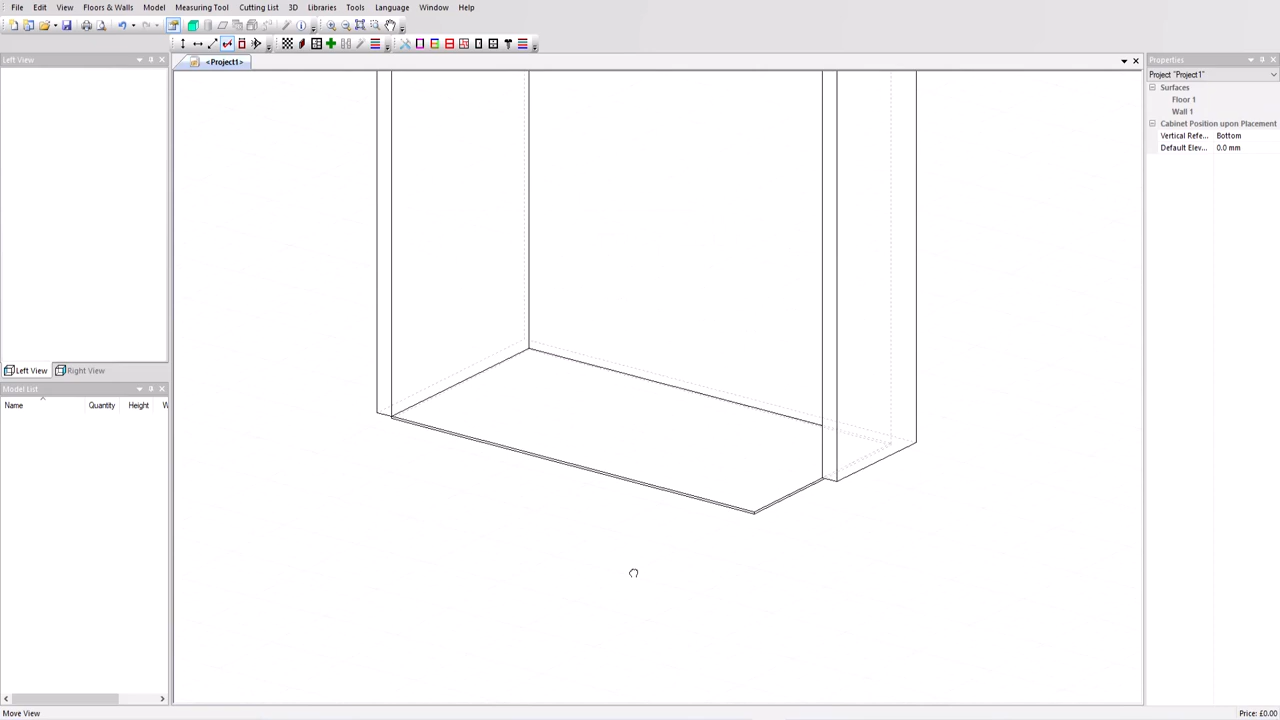 File Edit View Floors & Walls Model Measuring Tool Cutting List 3D Libraries Tools Language Window Help
Left View
<Project1>
Properties
Project "Project1"
Surfaces
Floor 1
Wall 1
Cabinet Position upon Placement
Vertical Refe... Bottom
Default Elev... 0.0 mm
Left View Right View
Model List
Name Quantity Height W
Move View
Price: £0.00